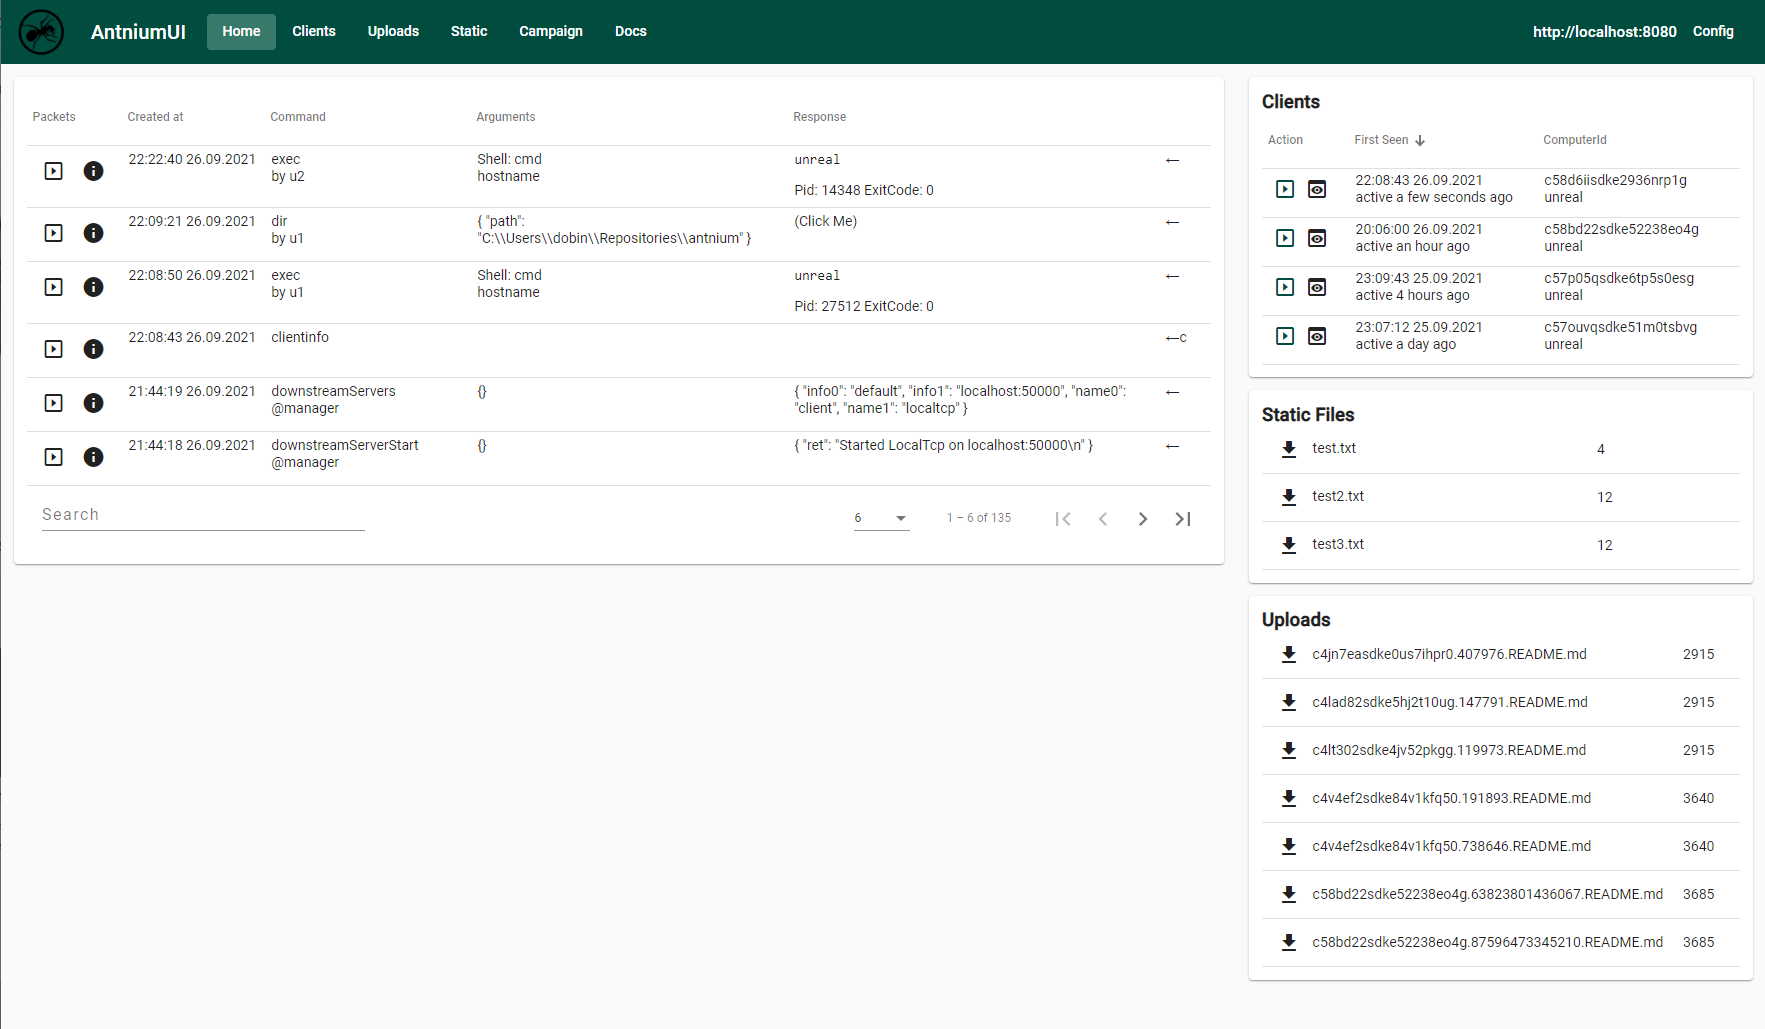 AntniumUI Home Clients Uploads Static Campaign Docs http://localhost:8080 Config
Packets Created at Command Arguments Response
22:22:40 26.09.2021 exec Shell: cmd unreal ←
by u2 hostname
Pid: 14348 ExitCode: 0
22:09:21 26.09.2021 dir { "path": (Click Me) ←
by u1 "C:\\Users\\dobin\\Repositories\\antnium" }
22:08:50 26.09.2021 exec Shell: cmd unreal ←
by u1 hostname
Pid: 27512 ExitCode: 0
22:08:43 26.09.2021 clientinfo ←c
21:44:19 26.09.2021 downstreamServers {} { "info0": "default", "info1": "localhost:50000", "name0": ←
@manager "client", "name1": "localtcp" }
21:44:18 26.09.2021 downstreamServerStart {} { "ret": "Started LocalTcp on localhost:50000\n" } ←
@manager
Search 6 1 – 6 of 135
Clients
Action First Seen ComputerId
22:08:43 26.09.2021 c58d6iisdke2936nrp1g
active a few seconds ago unreal
20:06:00 26.09.2021 c58bd22sdke52238eo4g
active an hour ago unreal
23:09:43 25.09.2021 c57p05qsdke6tp5s0esg
active 4 hours ago unreal
23:07:12 25.09.2021 c57ouvqsdke51m0tsbvg
active a day ago unreal
Static Files
test.txt 4
test2.txt 12
test3.txt 12
Uploads
c4jn7easdke0us7ihpr0.407976.README.md 2915
c4lad82sdke5hj2t10ug.147791.README.md 2915
c4lt302sdke4jv52pkgg.119973.README.md 2915
c4v4ef2sdke84v1kfq50.191893.README.md 3640
c4v4ef2sdke84v1kfq50.738646.README.md 3640
c58bd22sdke52238eo4g.63823801436067.README.md 3685
c58bd22sdke52238eo4g.87596473345210.README.md 3685